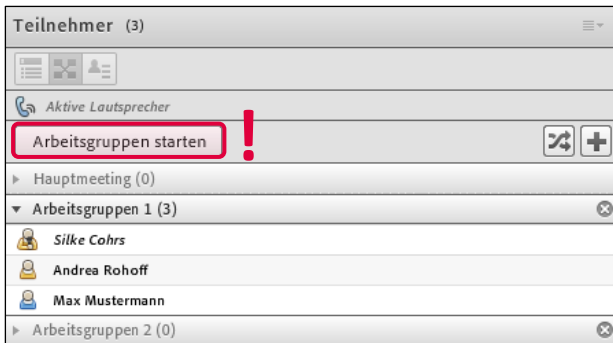 Teilnehmer (3)
Aktive Lautsprecher
Arbeitsgruppen starten !
Hauptmeeting (0)
Arbeitsgruppen 1 (3)
Silke Cohrs
Andrea Rohoff
Max Mustermann
Arbeitsgruppen 2 (0)